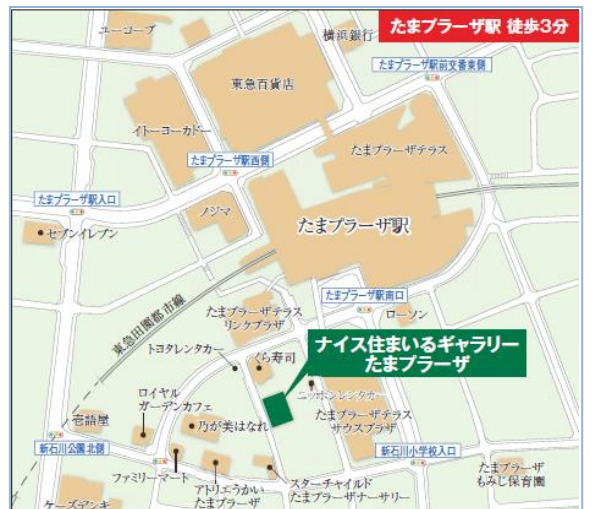 ユーコープ
横浜銀行
たまプラーザ駅 徒歩3分
東急百貨店
たまプラーザ駅前交番東側
イトーヨーカドー
たまプラーザテラス
たまプラーザ駅西側
たまプラーザ駅入口
ノジマ
セブンイレブン
たまプラーザ駅
東急田園都市線
たまプラーザテラス
リンクプラザ
たまプラーザ駅南口
ローソン
トヨタレンタカー
くら寿司
ナイス住まいるギャラリー
たまプラーザ
ニッポンレンタカー
ロイヤル
ガーデンカフェ
たまプラーザテラス
サウスプラザ
壱語屋
乃が美はなれ
新石川公園北側
新石川小学校入口
ファミリーマート
アトリエうかい
たまプラーザ
スターチャイルド
たまプラーザナーサリー
たまプラーザ
もみじ保育園
ケーズデンキ